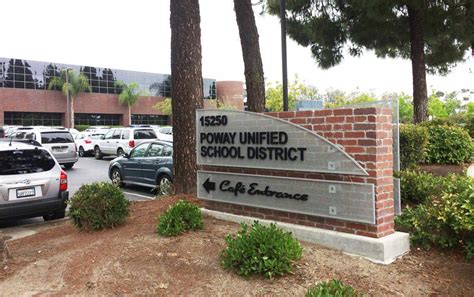 15250
POWAY UNIFIED
SCHOOL DISTRICT
Café Entrance